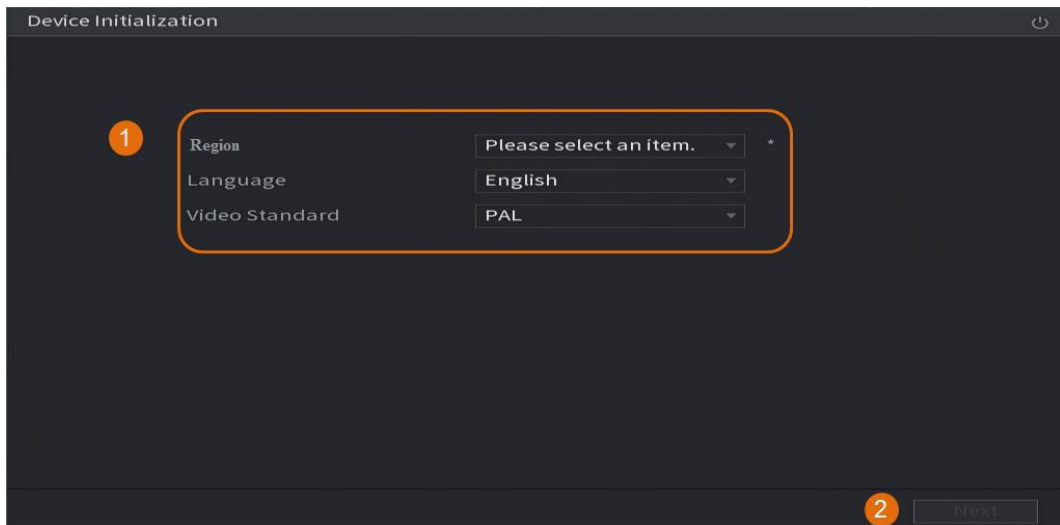 Device Initialization
1
Region Please select an item. *
Language English
Video Standard PAL
2 Next